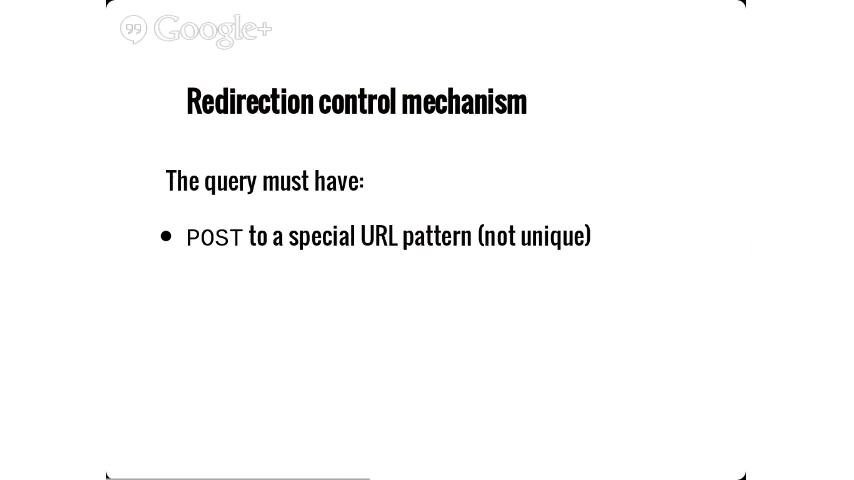 Google+
Redirection control mechanism
The query must have:
• POST to a special URL pattern (not unique)